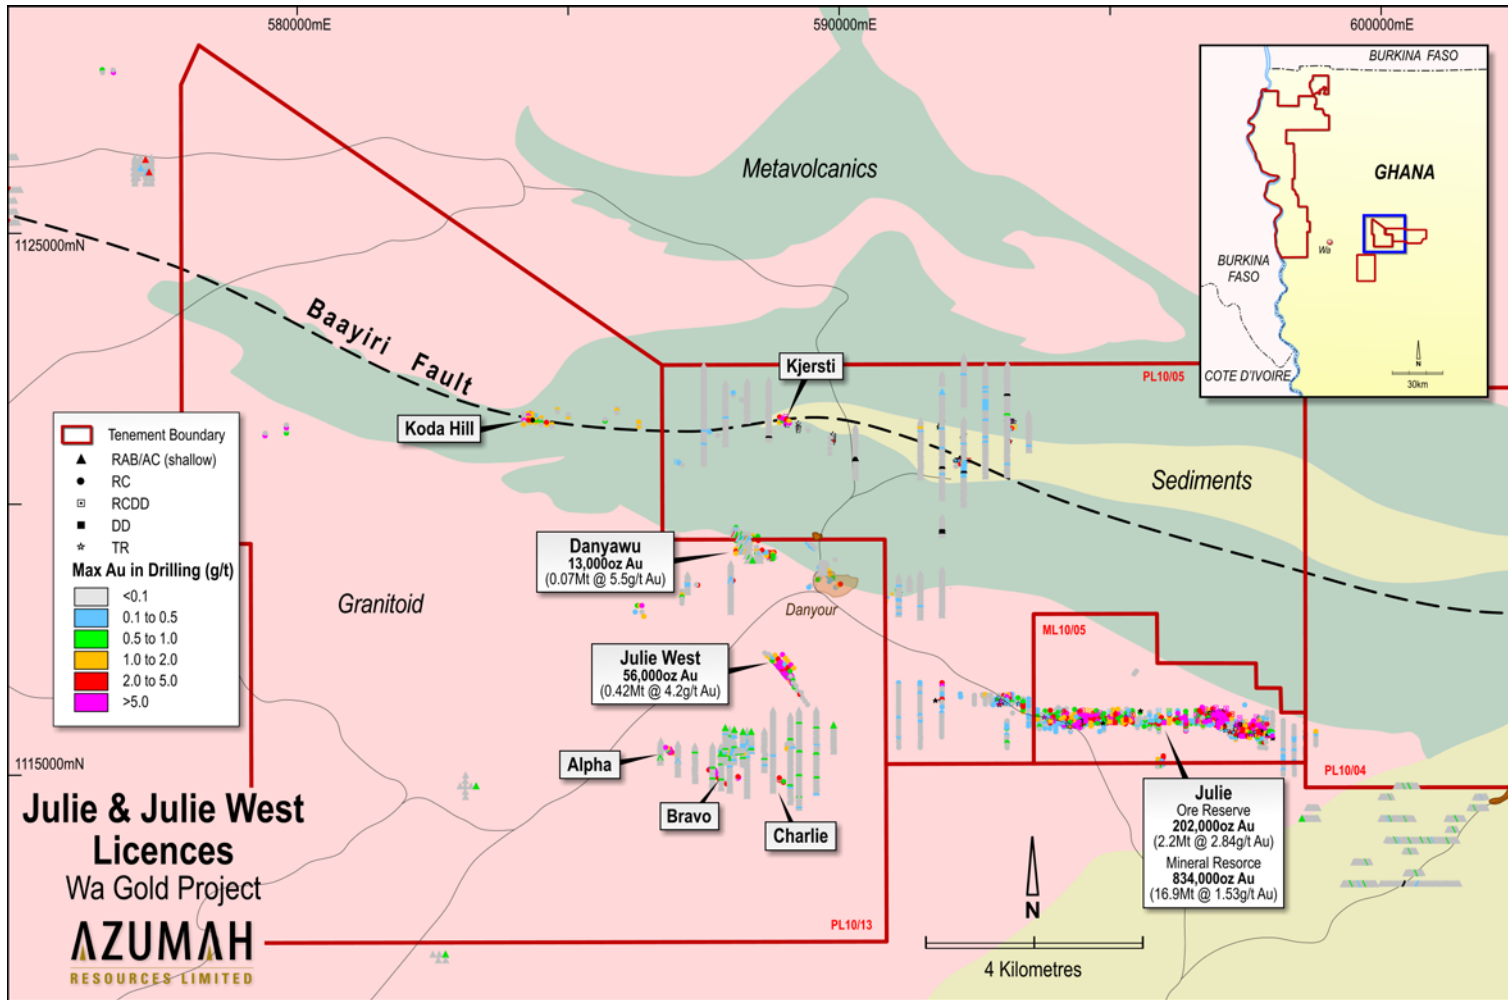 580000mE
590000mE
600000mE
1125000mN
1115000mN
BURKINA FASO
GHANA
Wa
BURKINA
FASO
COTE D'IVOIRE
N
30km
Metavolcanics
Baayiri Fault
Kjersti
Koda Hill
PL10/05
Sediments
Tenement Boundary
RAB/AC (shallow)
RC
RCDD
DD
TR
Max Au in Drilling (g/t)
<0.1
0.1 to 0.5
0.5 to 1.0
1.0 to 2.0
2.0 to 5.0
>5.0
Danyawu
13,000oz Au
(0.07Mt @ 5.5g/t Au)
Granitoid
Danyour
ML10/05
Julie West
56,000oz Au
(0.42Mt @ 4.2g/t Au)
Alpha
Bravo
Charlie
PL10/04
Julie
Ore Reserve
202,000oz Au
(2.2Mt @ 2.84g/t Au)
Mineral Resorce
834,000oz Au
(16.9Mt @ 1.53g/t Au)
PL10/13
N
4 Kilometres
Julie & Julie West
Licences
Wa Gold Project
AZUMAH
RESOURCES LIMITED